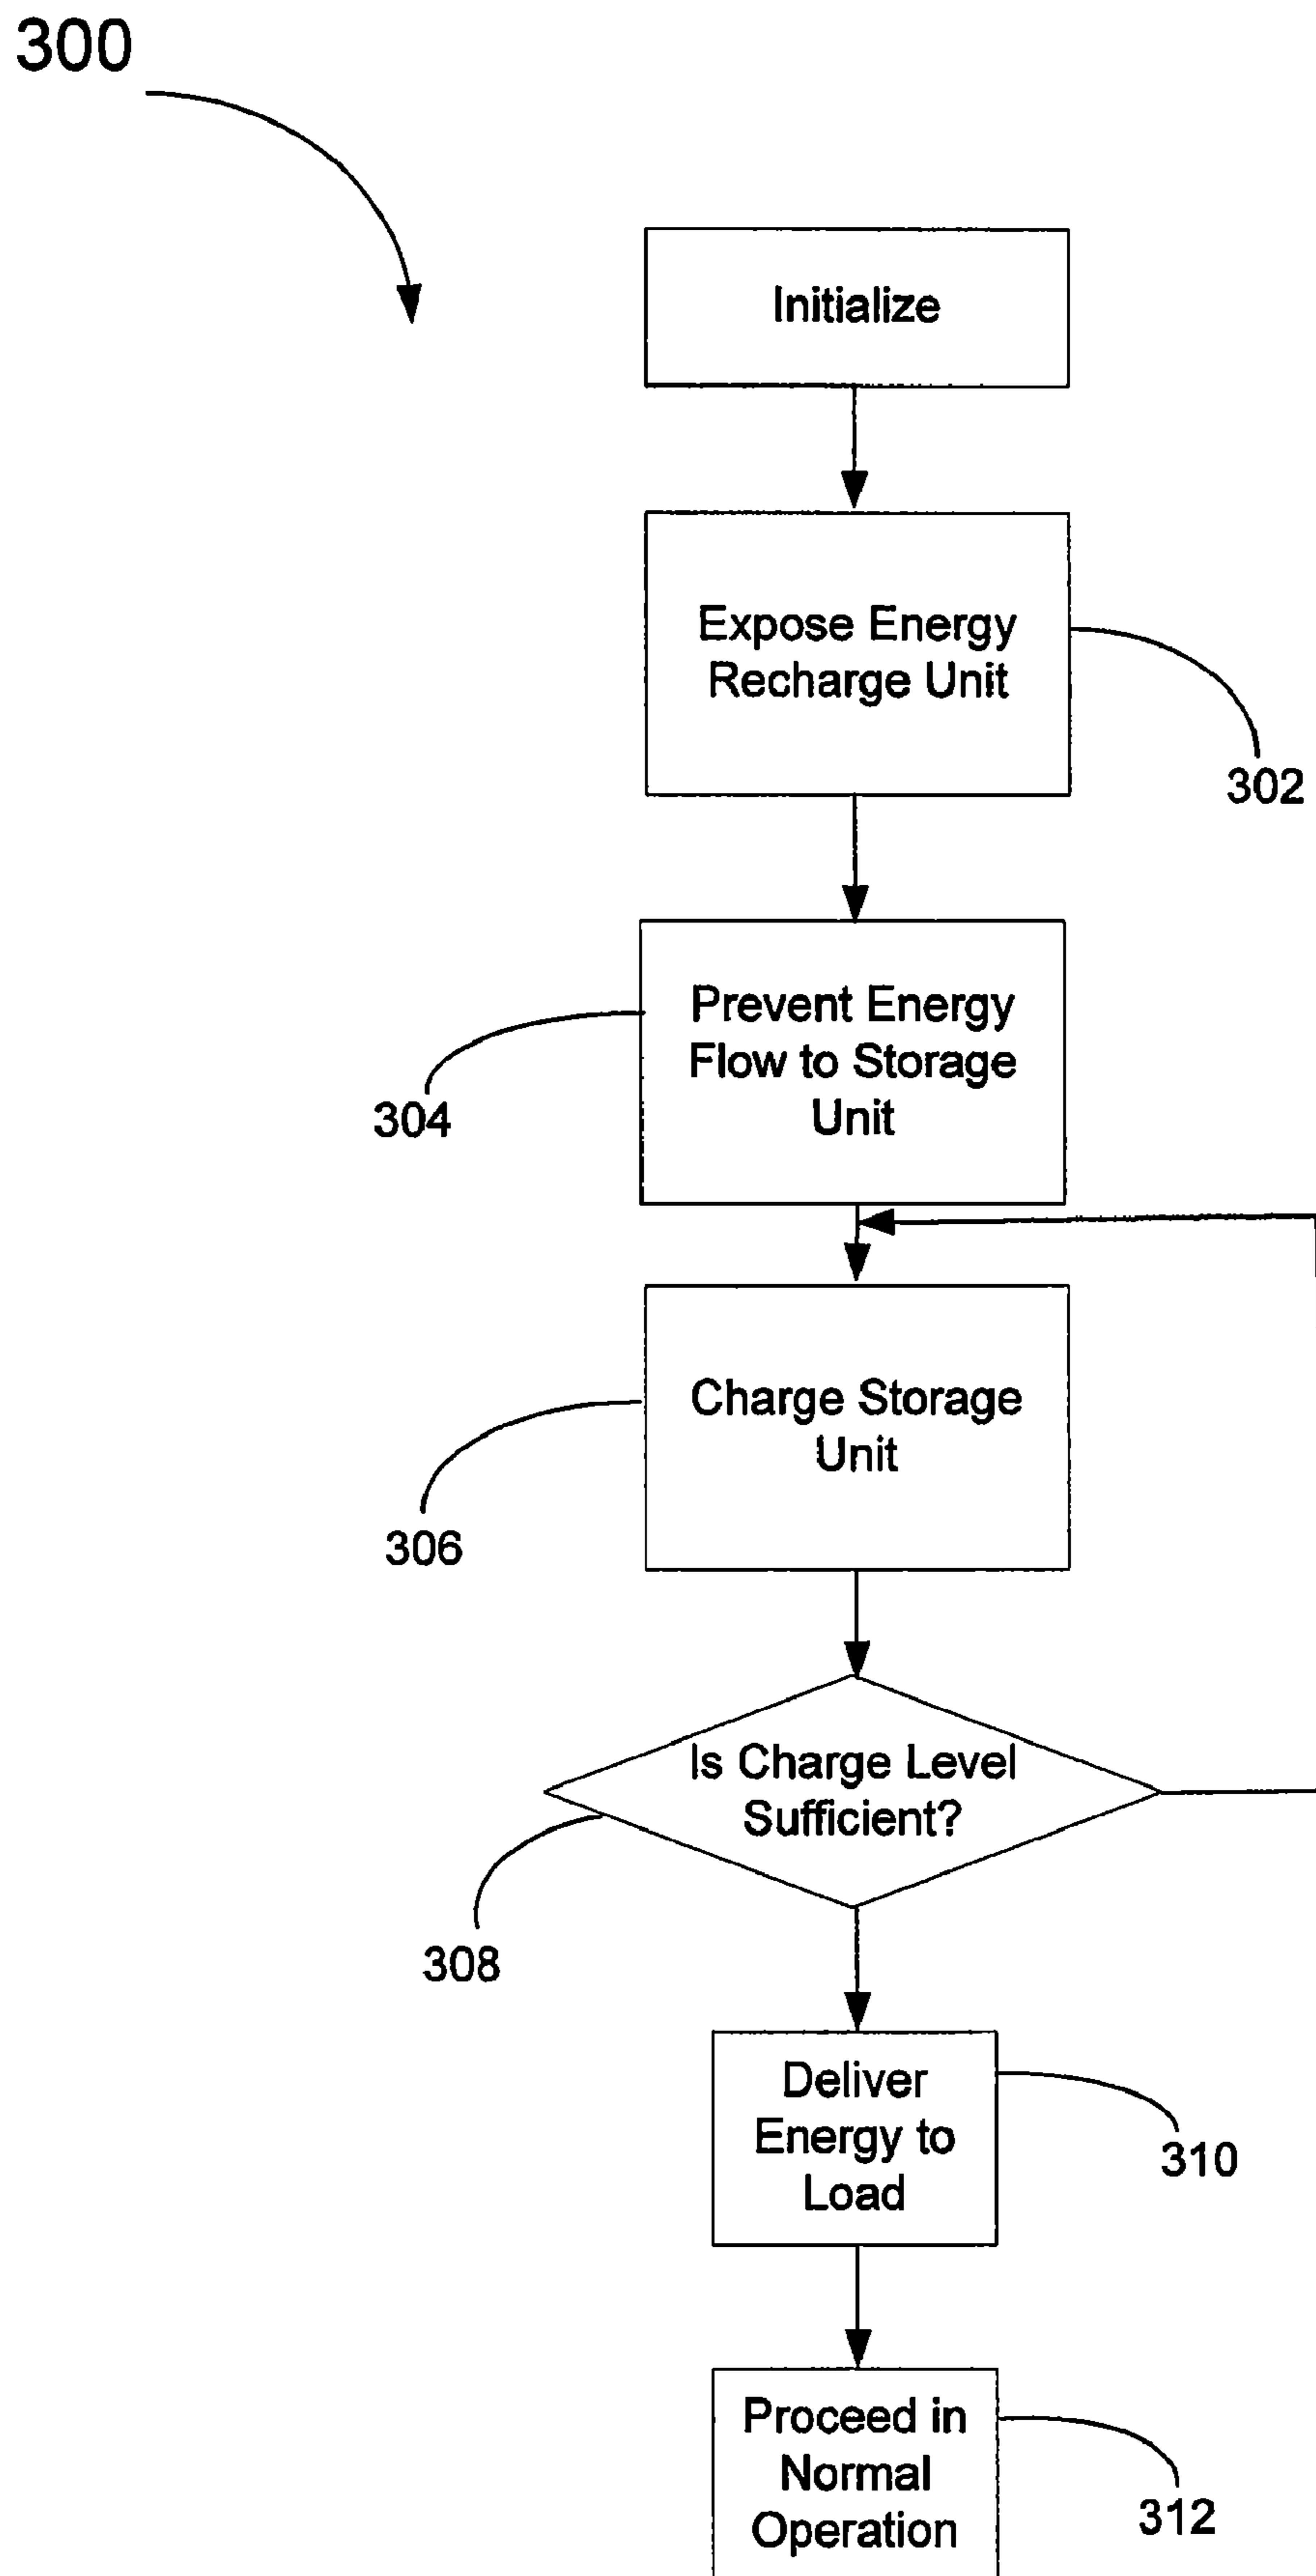 300
Initialize
Expose Energy
Recharge Unit
302
Prevent Energy
Flow to Storage
Unit
304
Charge Storage
Unit
306
Is Charge Level
Sufficient?
308
Deliver
Energy to
Load
310
Proceed in
Normal
Operation
312